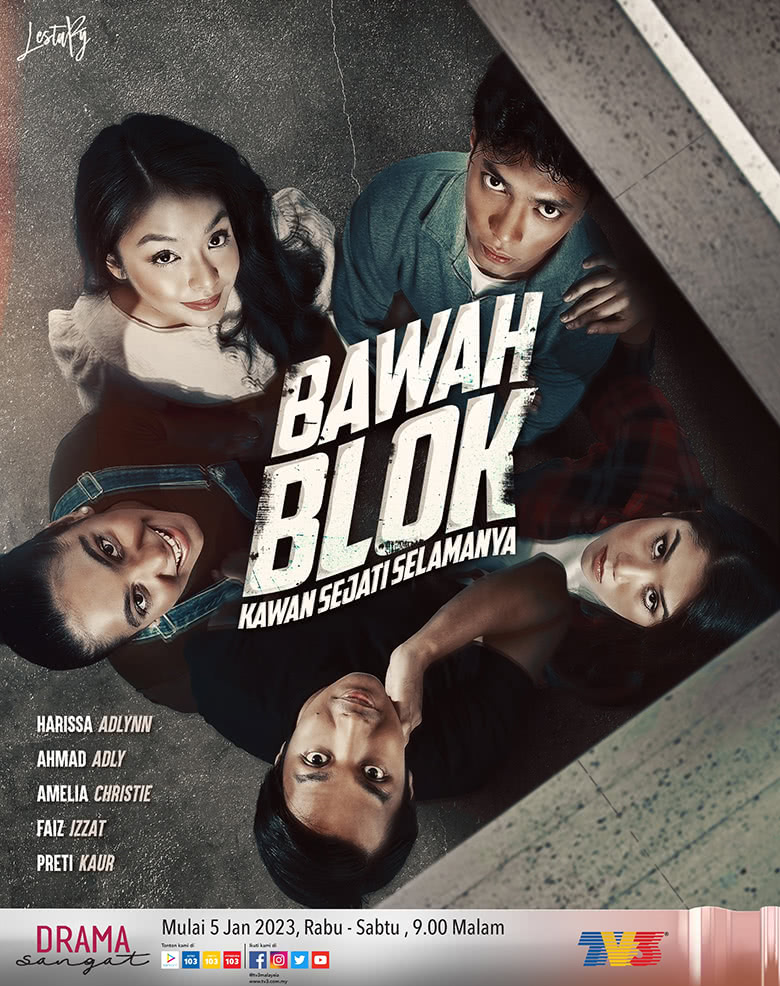 LestaRy
BAWAH
BLOK
KAWAN SEJATI SELAMANYA
HARISSA ADLYNN
AHMAD ADLY
AMELIA CHRISTIE
FAIZ IZZAT
PRETI KAUR
DRAMA
sangat
Mulai 5 Jan 2023, Rabu - Sabtu , 9.00 Malam
Tonton kami di
Ikuti kami di
103
103
103
@tv3malaysia
www.tv3.com.my
TV3